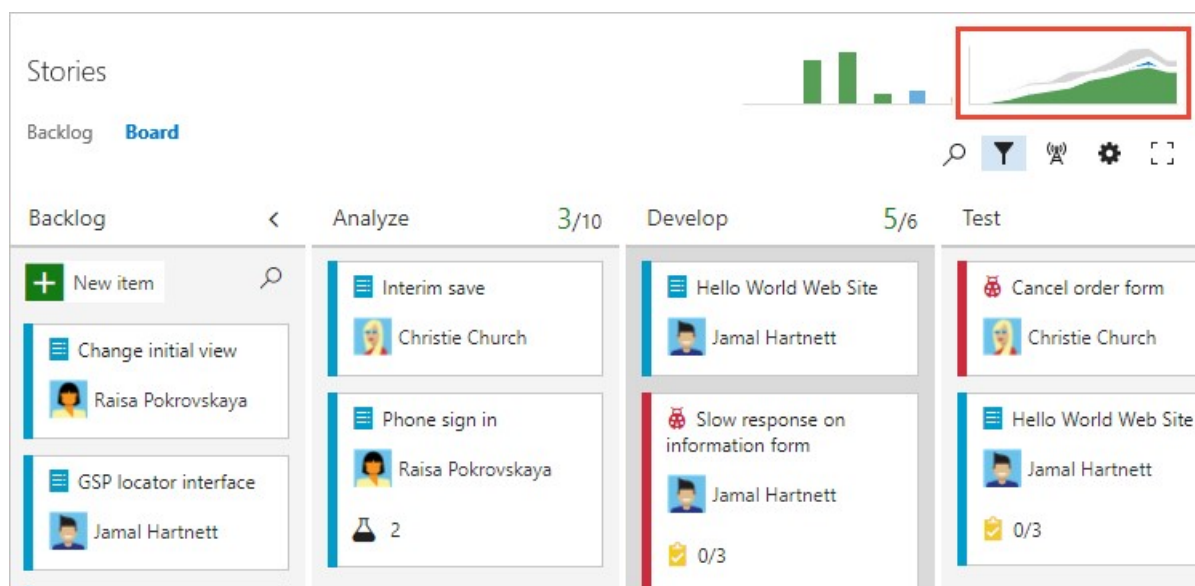 Stories
Backlog Board
Backlog
Analyze 3/10
Develop 5/6
Test
New item
Change initial view
Raisa Pokrovskaya
GSP locator interface
Jamal Hartnett
Interim save
Christie Church
Phone sign in
Raisa Pokrovskaya
2
Hello World Web Site
Jamal Hartnett
Slow response on
information form
Jamal Hartnett
0/3
Cancel order form
Christie Church
Hello World Web Site
Jamal Hartnett
0/3